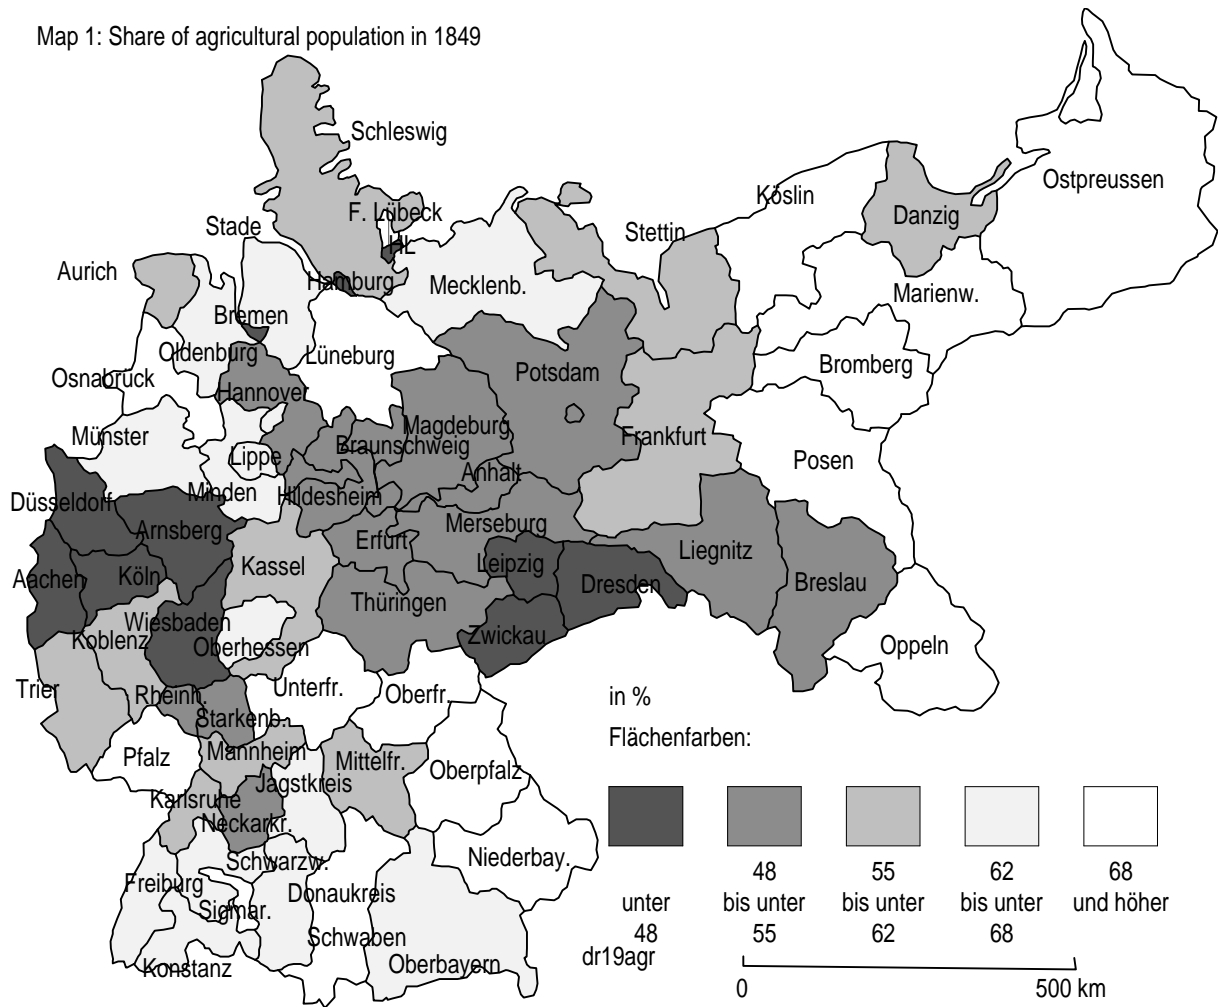 Map 1: Share of agricultural population in 1849
Schleswig
Ostpreussen
Köslin
F. Lübeck
Danzig
Stade
Stettin
HL
Aurich
Hamburg
Mecklenb.
Marienw.
Bremen
Oldenburg
Lüneburg
Bromberg
Potsdam
Osnabrück
Hannover
Magdeburg
Münster
Braunschweig
Frankfurt
Lippe
Posen
Anhalt
Minden
Hildesheim
Düsseldorf
Arnsberg
Merseburg
Erfurt
Liegnitz
Leipzig
Kassel
Aachen
Köln
Dresden
Breslau
Thüringen
Wiesbaden
Zwickau
Koblenz
Oberhessen
Oppeln
Trier
Unterfr.
Oberfr.
Rheinh.
in %
Starkenb.
Flächenfarben:
Mannheim
Pfalz
Mittelfr.
Oberpfalz
Jagstkreis
Karlsruhe
Neckarkr.
Schwarzw.
Niederbay.
Freiburg
Donaukreis
Sigmar.
Schwaben
Oberbayern
Konstanz
48 55 62 68
unter bis unter bis unter bis unter und höher
48 55 62 68
dr19agr
0 500 km